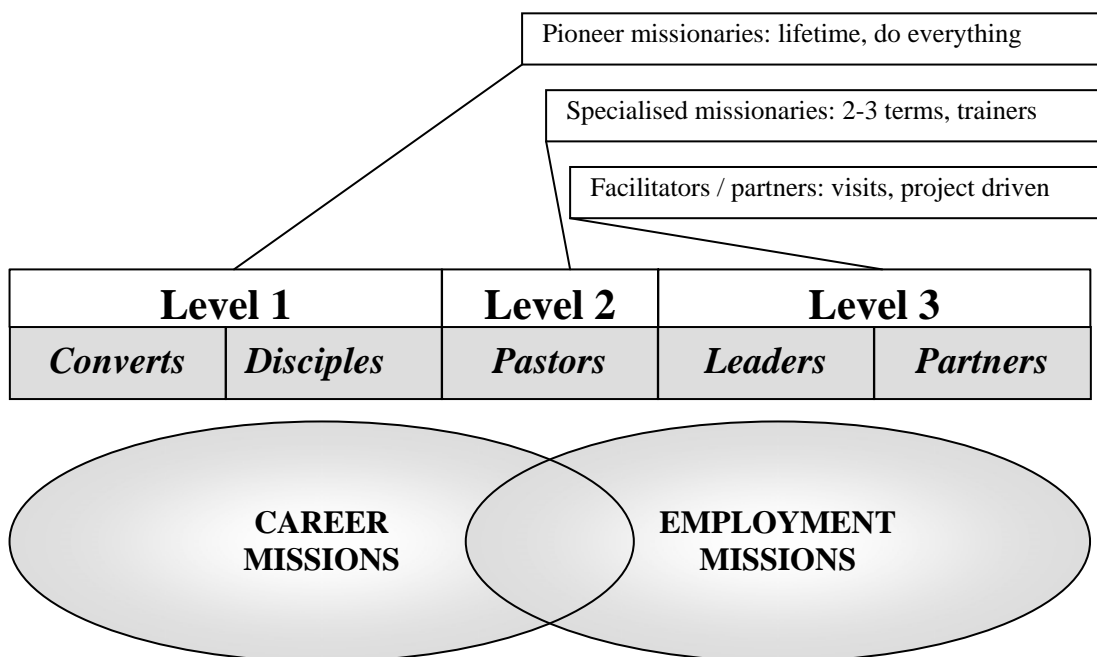 Pioneer missionaries: lifetime, do everything
Specialised missionaries: 2-3 terms, trainers
Facilitators / partners: visits, project driven
Level 1 Level 2 Level 3
Converts Disciples Pastors Leaders Partners
CAREER
MISSIONS
EMPLOYMENT
MISSIONS